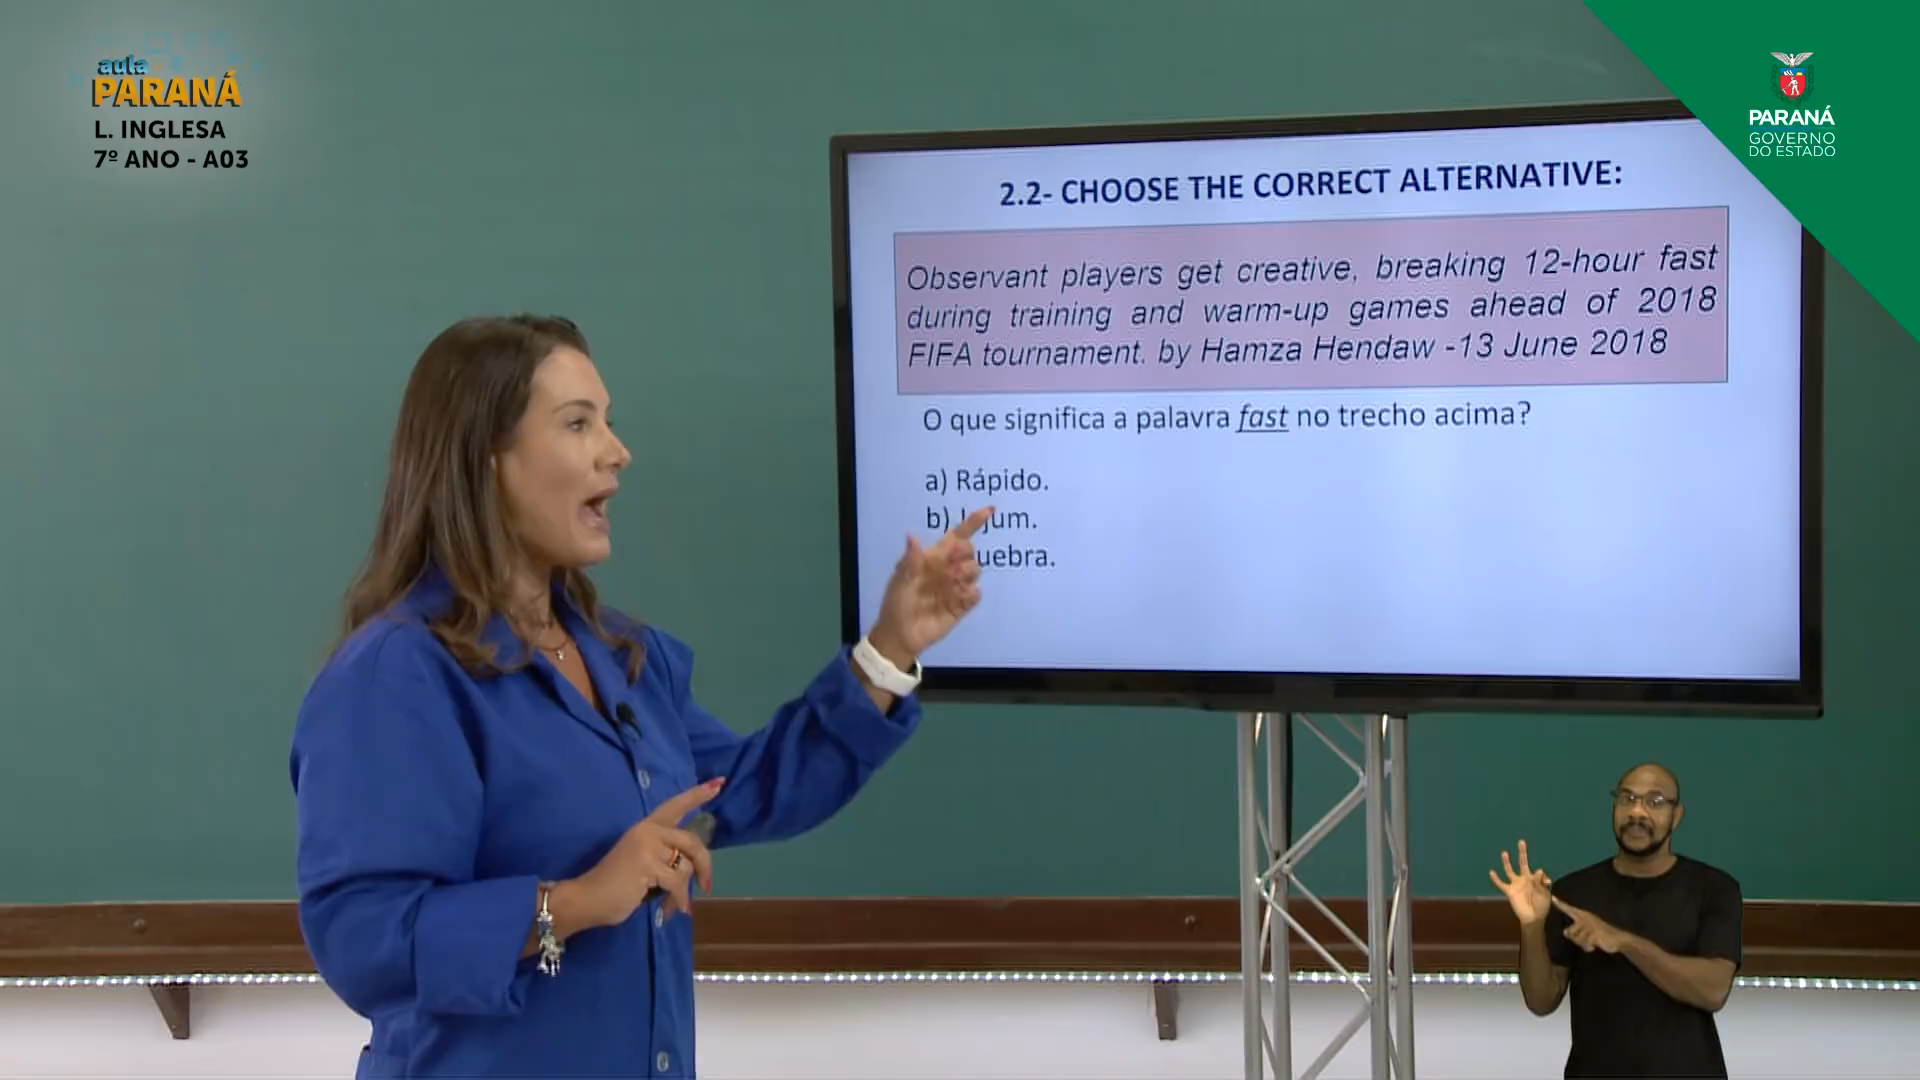 aula
PARANÁ
L. INGLESA
7º ANO - A03
PARANÁ
GOVERNO
DO ESTADO
2.2- CHOOSE THE CORRECT ALTERNATIVE:
Observant players get creative, breaking 12-hour fast
during training and warm-up games ahead of 2018
FIFA tournament. by Hamza Hendaw -13 June 2018
O que significa a palavra fast no trecho acima?
a) Rápido.
b)